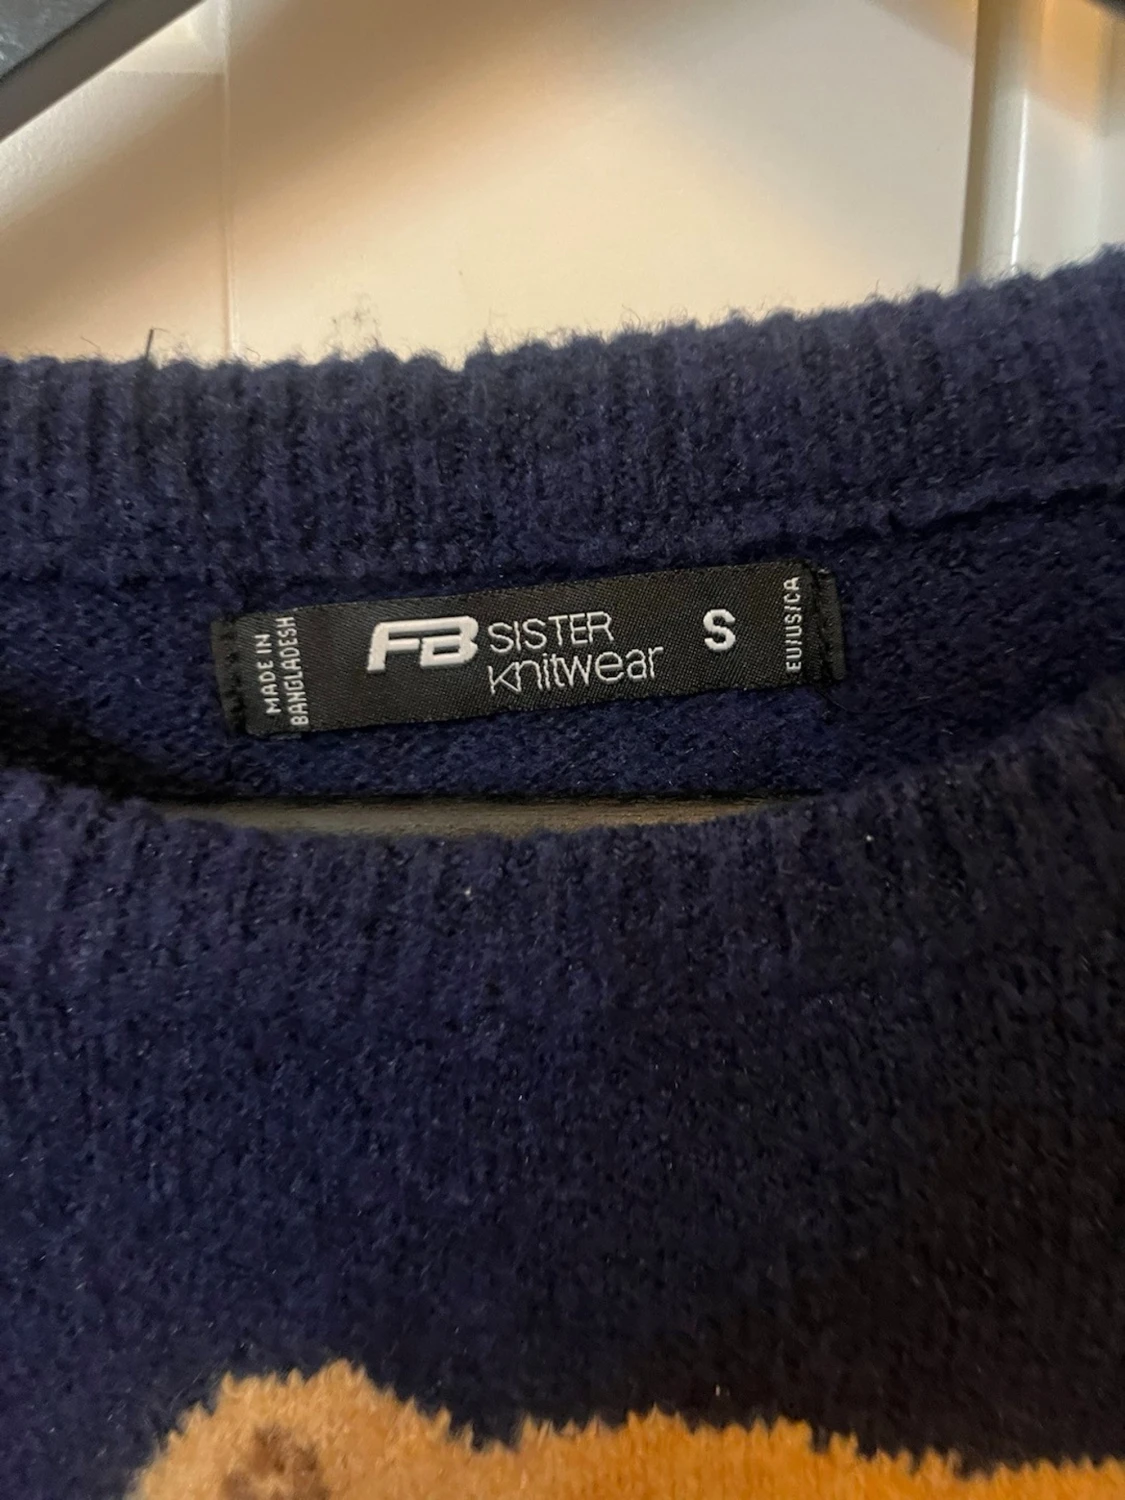 MADE IN
BANGLADESH
FB SISTER
Knitwear
S
EU/US/CA